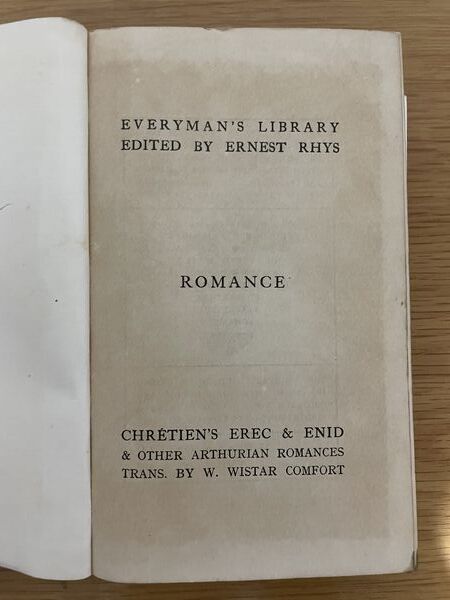 EVERYMAN'S LIBRARY
EDITED BY ERNEST RHYS
ROMANCE
CHRÉTIEN'S EREC & ENID
& OTHER ARTHURIAN ROMANCES
TRANS. BY W. WISTAR COMFORT